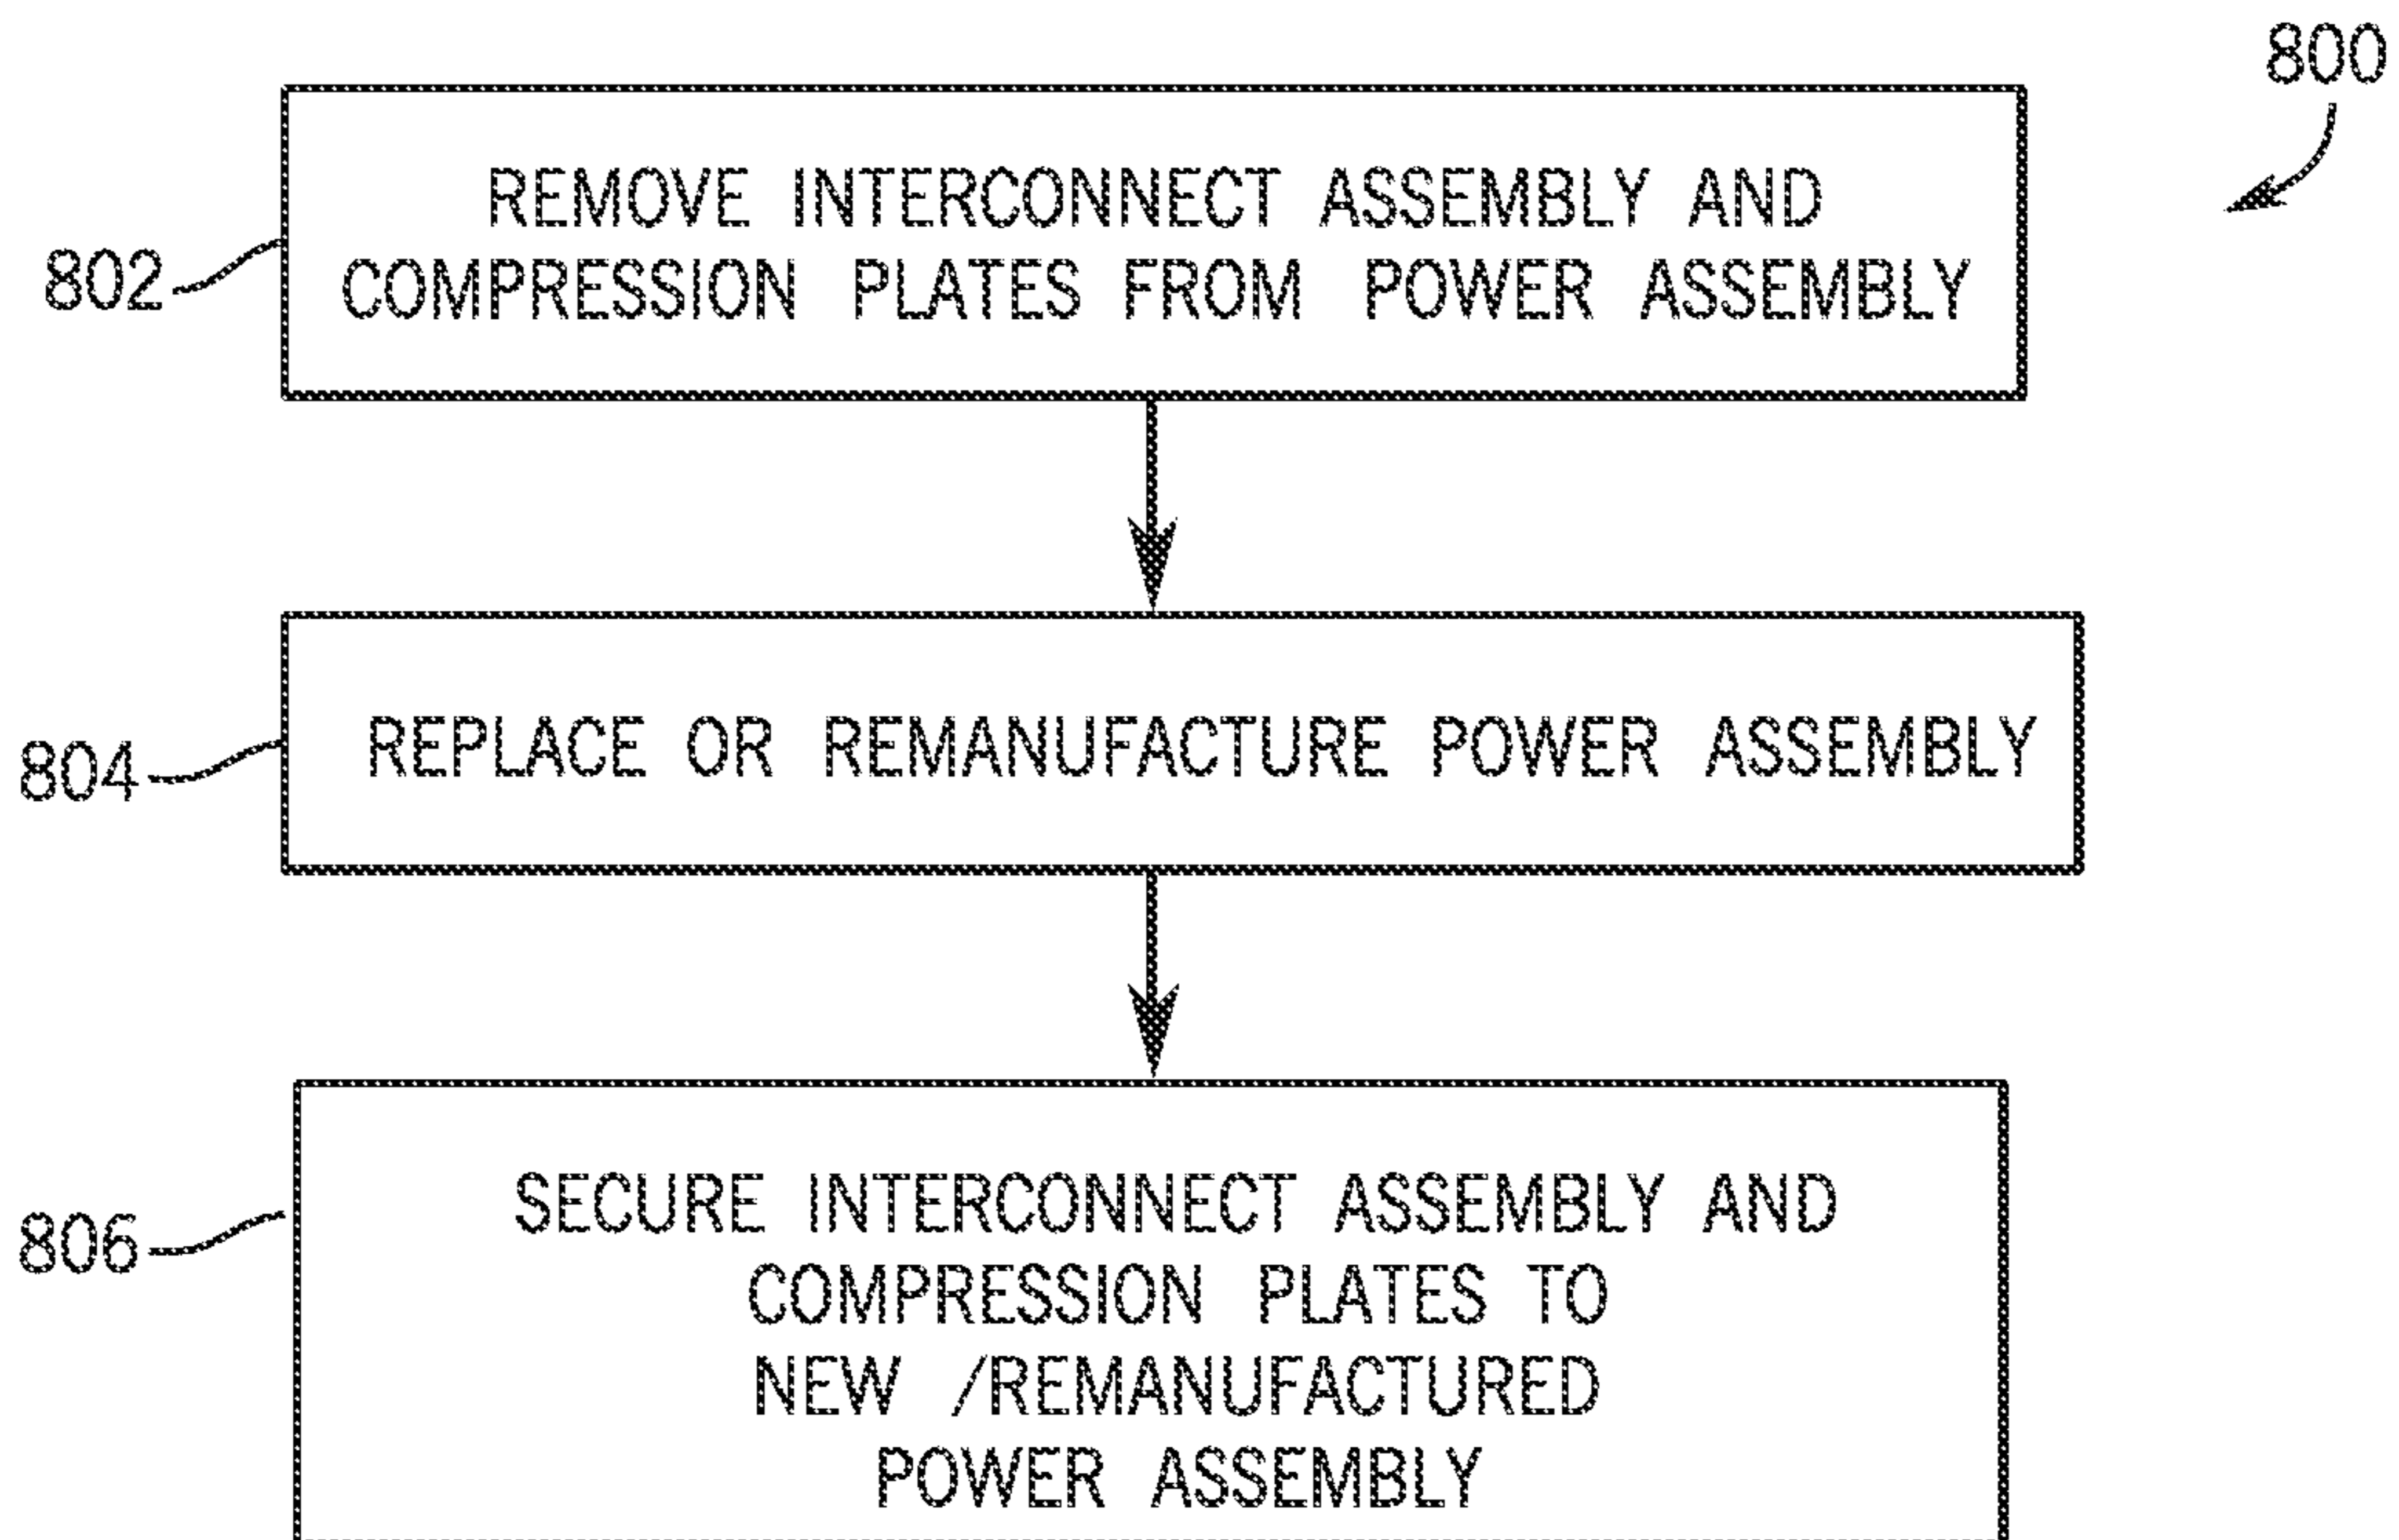 800
REMOVE INTERCONNECT ASSEMBLY AND
COMPRESSION PLATES FROM POWER ASSEMBLY
802
REPLACE OR REMANUFACTURE POWER ASSEMBLY
804
SECURE INTERCONNECT ASSEMBLY AND
COMPRESSION PLATES TO
NEW /REMANUFACTURED
POWER ASSEMBLY
806